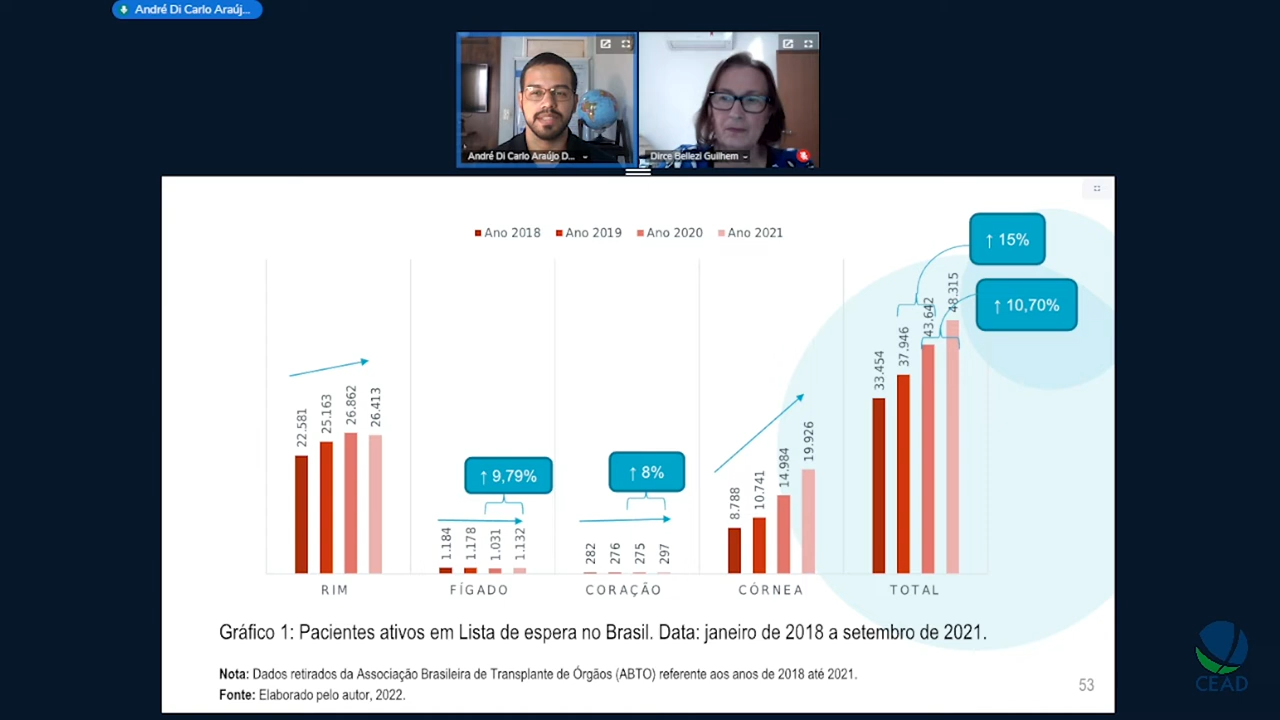 André Di Carlo Araúj...
André Di Carlo Araújo D...
Dirce Bellezi Guilhem
Ano 2018 Ano 2019 Ano 2020 Ano 2021
↑ 15%
↑ 10,70%
↑ 9,79%
↑ 8%
22.581 25.163 26.862 26.413
1.184 1.178 1.031 1.132
282 276 275 297
8.788 10.741 14.984 19.926
33.454 37.946 43.642 48.315
RIM FÍGADO CORAÇÃO CÓRNEA TOTAL
Gráfico 1: Pacientes ativos em Lista de espera no Brasil. Data: janeiro de 2018 a setembro de 2021.
Nota: Dados retirados da Associação Brasileira de Transplante de Órgãos (ABTO) referente aos anos de 2018 até 2021.
Fonte: Elaborado pelo autor, 2022.
53
CEAD